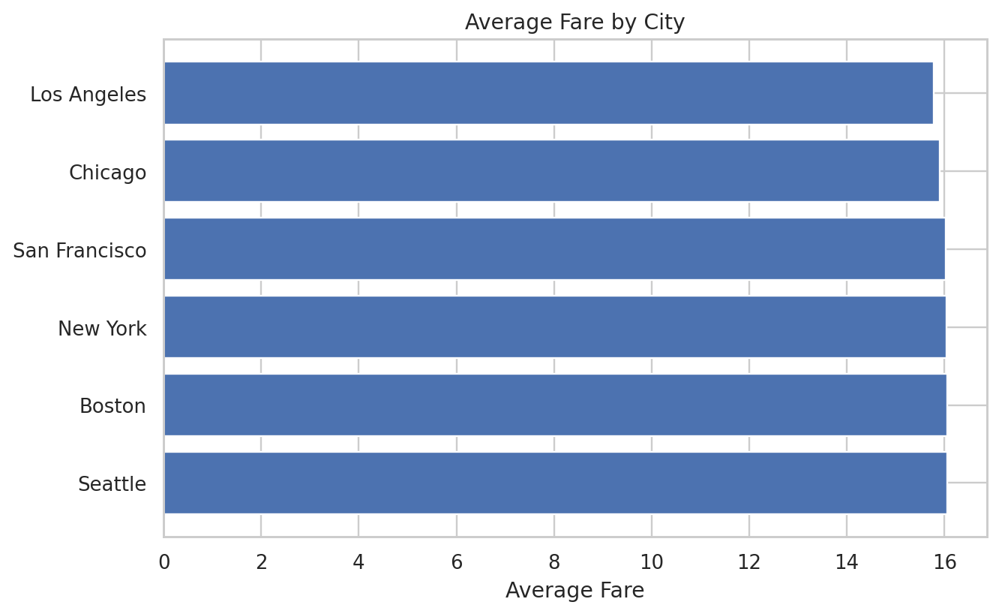 Average Fare by City
Los Angeles
Chicago
San Francisco
New York
Boston
Seattle
0 2 4 6 8 10 12 14 16
Average Fare